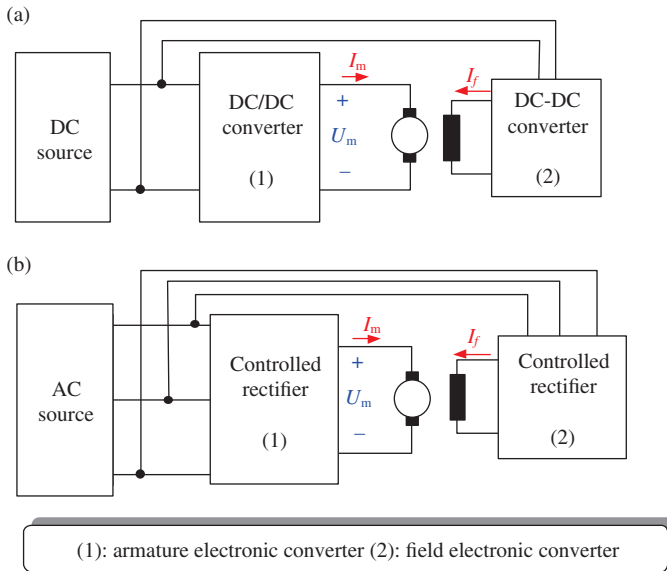 (a)
DC
source
DC/DC
converter
(1)
I_m
+
U_m
−
I_f
DC-DC
converter
(2)
(b)
AC
source
Controlled
rectifier
(1)
I_m
+
U_m
−
I_f
Controlled
rectifier
(2)
(1): armature electronic converter (2): field electronic converter